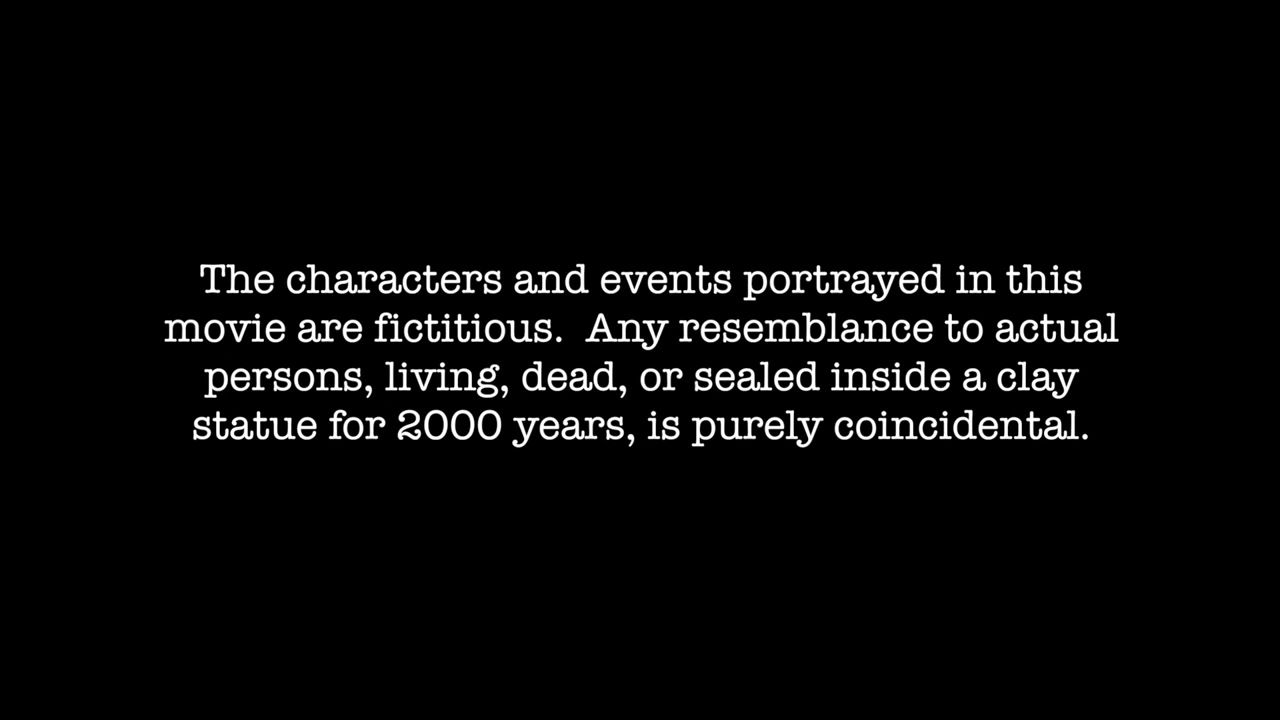 The characters and events portrayed in this
movie are fictitious.  Any resemblance to actual
persons, living, dead, or sealed inside a clay
statue for 2000 years, is purely coincidental.